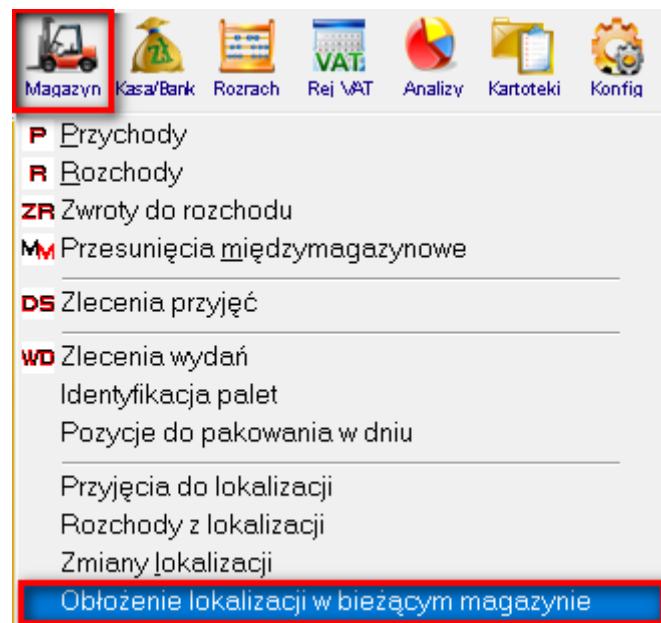 Magazyn Kasa/Bank Rozrach Rej VAT Analizy Kartoteki Konfig
P Przychody
R Rozchody
ZR Zwroty do rozchodu
MM Przesunięcia międzymagazynowe
DS Zlecenia przyjęć
WD Zlecenia wydań
Identyfikacja palet
Pozycje do pakowania w dniu
Przyjęcia do lokalizacji
Rozchody z lokalizacji
Zmiany lokalizacji
Obłożenie lokalizacji w bieżącym magazynie